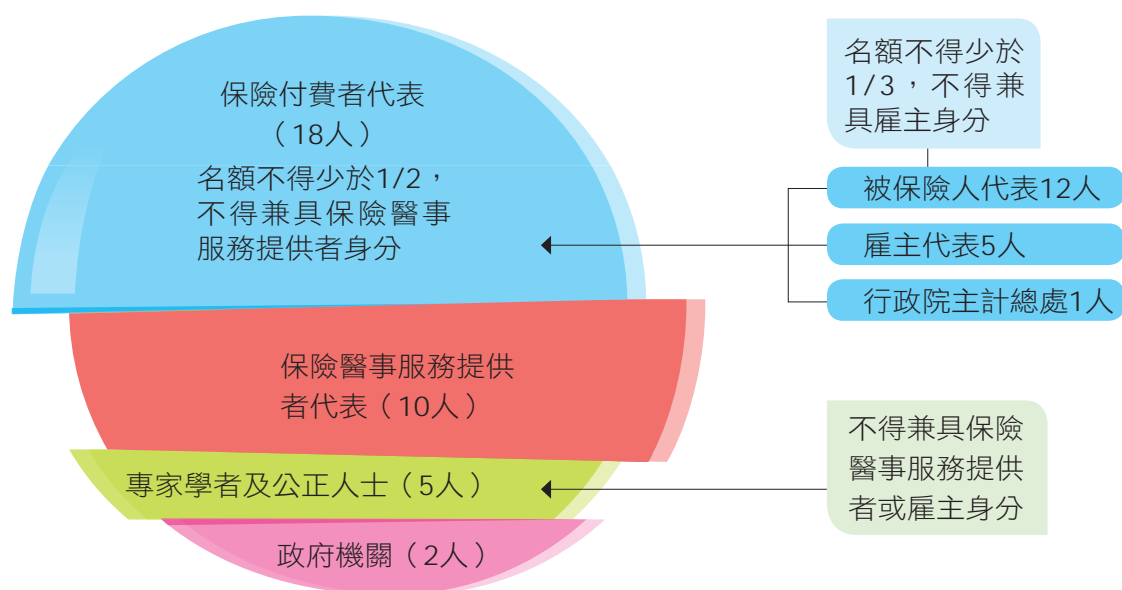 保險付費者代表
（18人）
名額不得少於1/2，
不得兼具保險醫事
服務提供者身分
名額不得少於
1/3，不得兼
具雇主身分
被保險人代表12人
雇主代表5人
行政院主計總處1人
保險醫事服務提供
者代表（10人）
專家學者及公正人士（5人）
不得兼具保險
醫事服務提供
者或雇主身分
政府機關（2人）